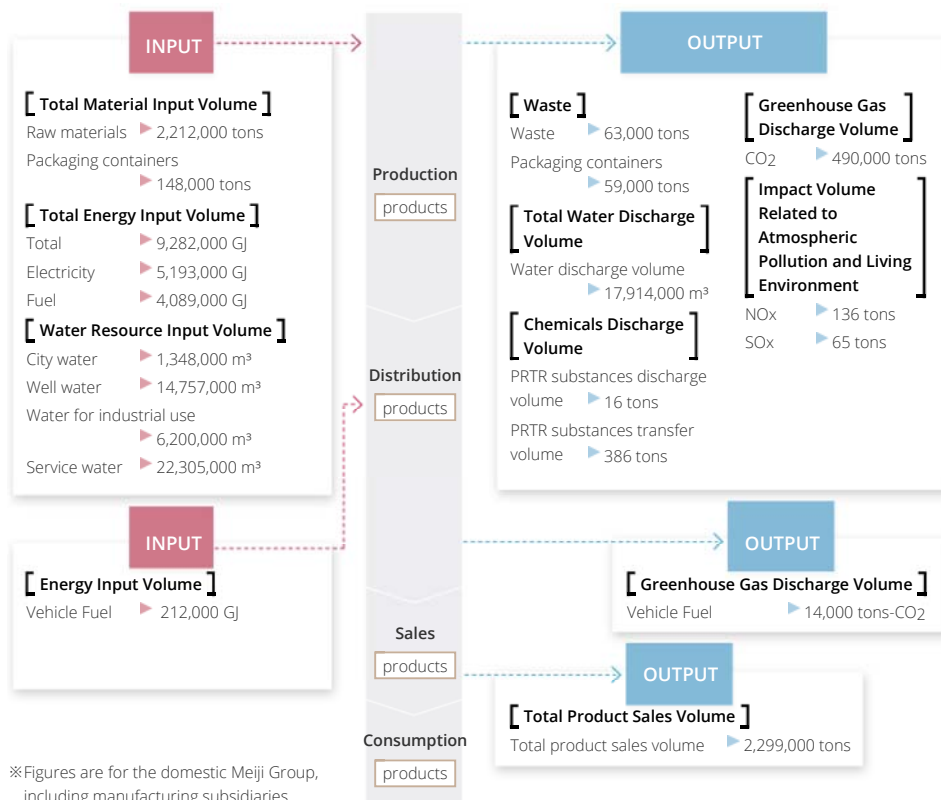 INPUT
[ Total Material Input Volume ]
Raw materials ▶ 2,212,000 tons
Packaging containers
▶ 148,000 tons
[ Total Energy Input Volume ]
Total ▶ 9,282,000 GJ
Electricity ▶ 5,193,000 GJ
Fuel ▶ 4,089,000 GJ
[ Water Resource Input Volume ]
City water ▶ 1,348,000 m³
Well water ▶ 14,757,000 m³
Water for industrial use
▶ 6,200,000 m³
Service water ▶ 22,305,000 m³
INPUT
[ Energy Input Volume ]
Vehicle Fuel ▶ 212,000 GJ
※Figures are for the domestic Meiji Group,
including manufacturing subsidiaries
Production
products
Distribution
products
Sales
products
Consumption
products
OUTPUT
[ Waste ]
Waste ▶ 63,000 tons
Packaging containers
▶ 59,000 tons
[ Total Water Discharge
Volume ]
Water discharge volume
▶ 17,914,000 m³
[ Chemicals Discharge
Volume ]
PRTR substances discharge
volume ▶ 16 tons
PRTR substances transfer
volume ▶ 386 tons
[ Greenhouse Gas
Discharge Volume ]
CO2 ▶ 490,000 tons
[ Impact Volume
Related to
Atmospheric
Pollution and Living
Environment ]
NOx ▶ 136 tons
SOx ▶ 65 tons
OUTPUT
[ Greenhouse Gas Discharge Volume ]
Vehicle Fuel ▶ 14,000 tons-CO2
OUTPUT
[ Total Product Sales Volume ]
Total product sales volume ▶ 2,299,000 tons